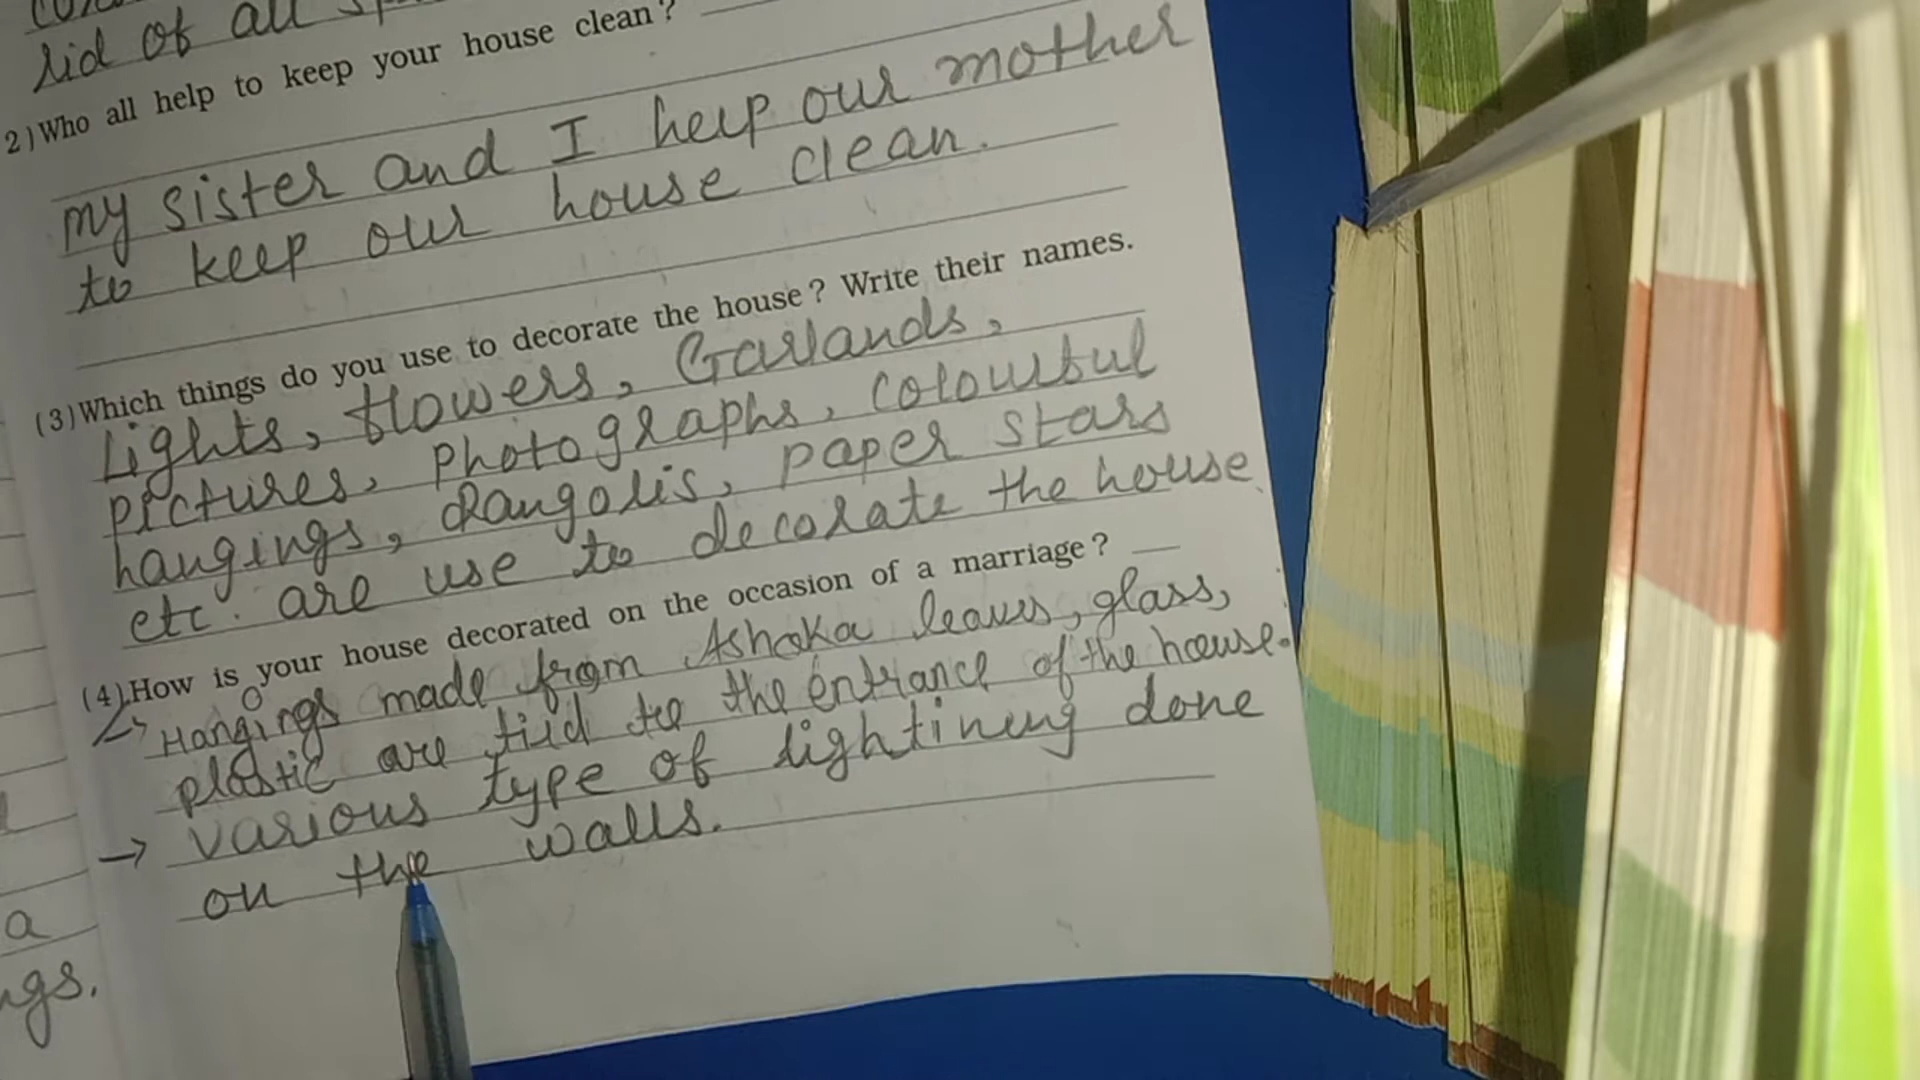 lid of all
2) Who all help to keep your house clean?
my sister and I help our mother
to keep our house clean.
(3) Which things do you use to decorate the house? Write their names.
Lights, flowers, Garlands,
pictures, photographs, colourful
hangings, Rangolis, paper stars
etc. are use to decorate the house.
(4) How is your house decorated on the occasion of a marriage?
→ Hangings made from Ashoka leaves, glass,
plastic are tied to the entrance of the house.
→ various type of lightining done
on the walls.
a
ngs.